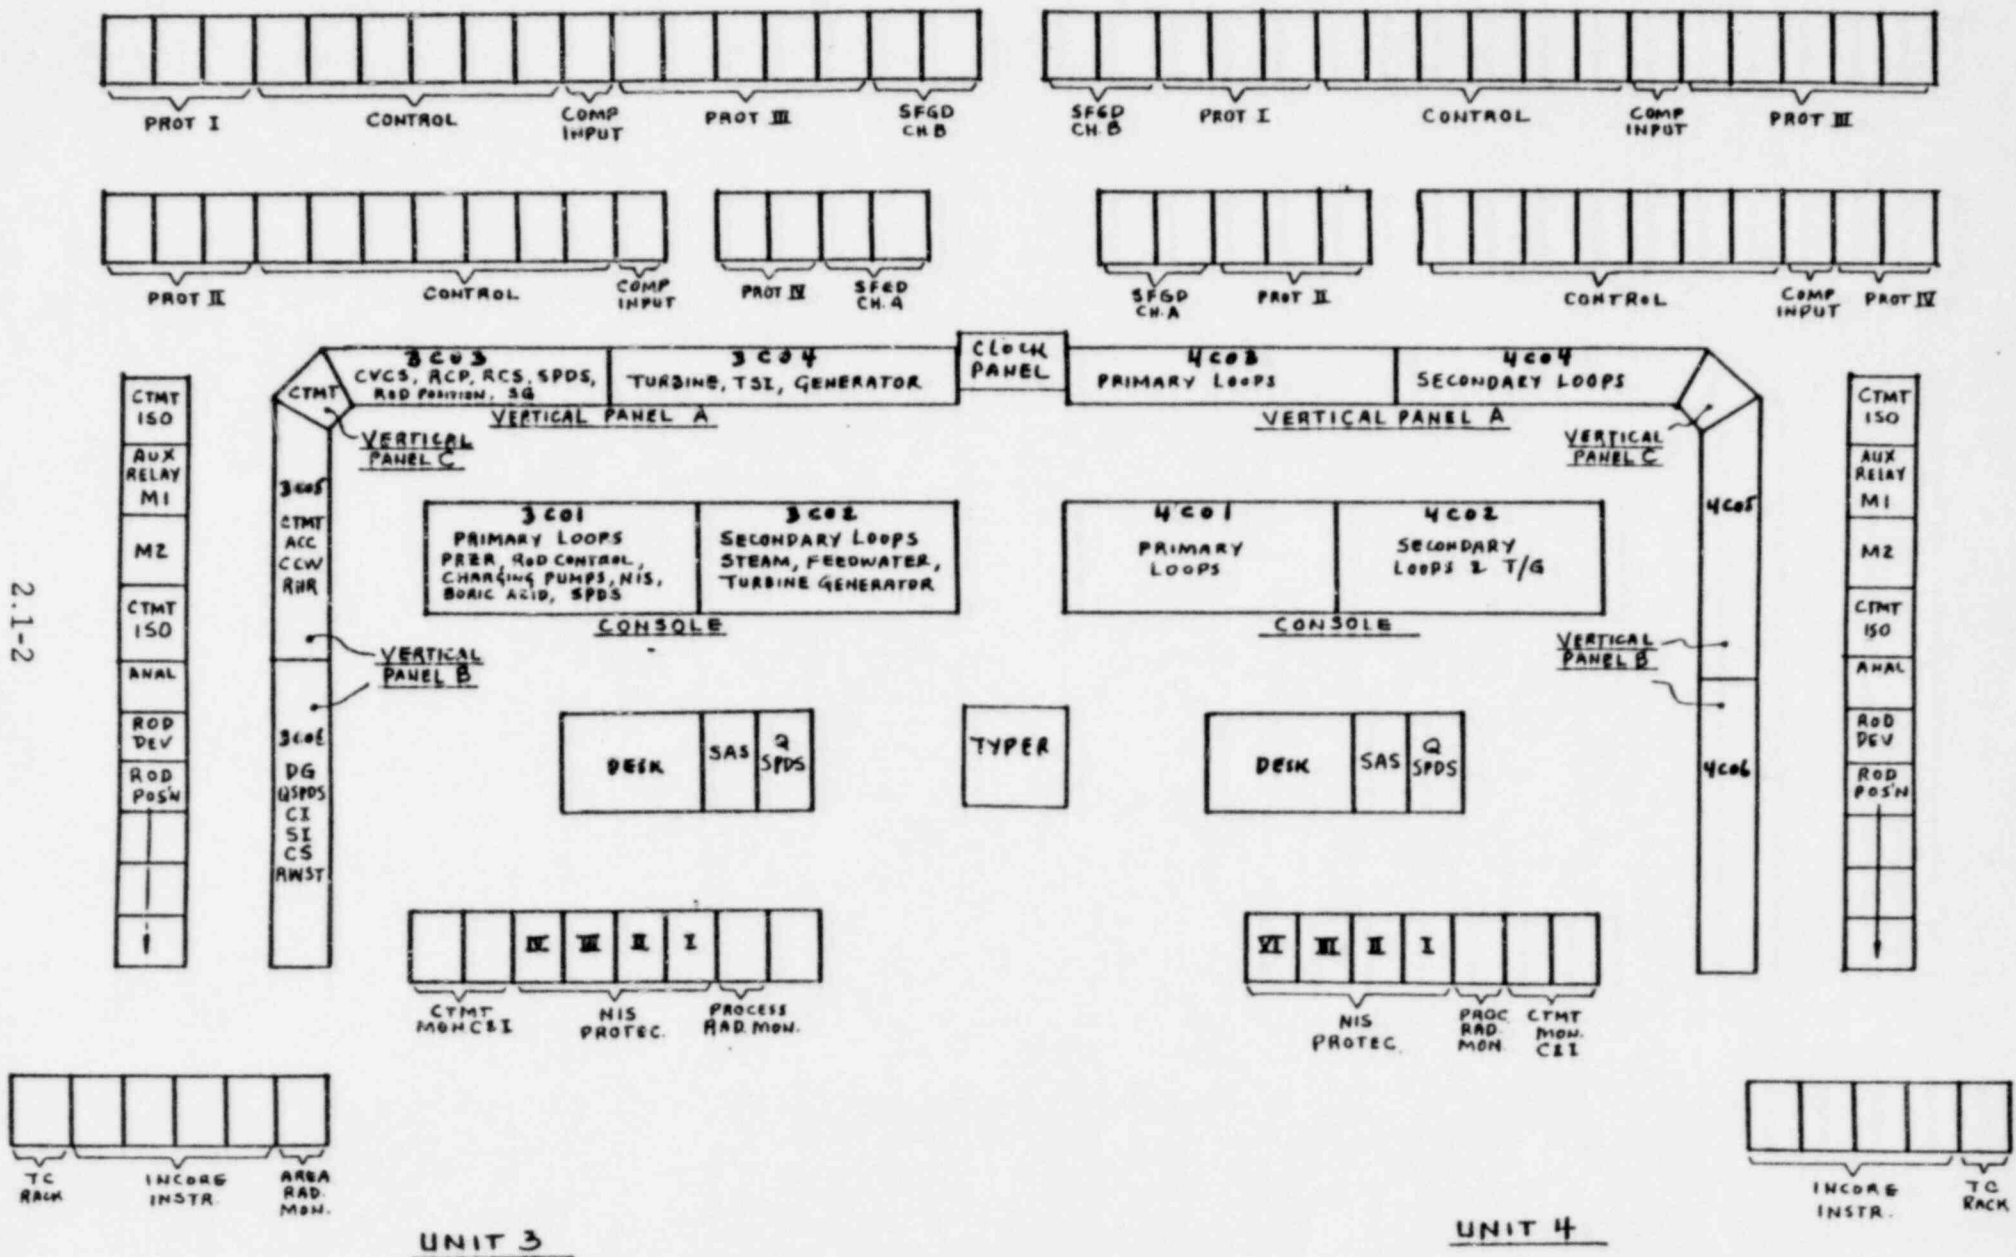 PROT I
CONTROL
COMP
INPUT
PROT III
SFGD
CH.B
SFGD
CH.B
PROT I
CONTROL
COMP
INPUT
PROT III
PROT II
CONTROL
COMP
INPUT
PROT IV
SFGD
CH.A
SFGD
CH.A
PROT II
CONTROL
COMP
INPUT
PROT IV
3C03
CVCS, RCP, RCS, SPDS,
ROD POSITION, SG
3C04
TURBINE, TSI, GENERATOR
VERTICAL PANEL A
CLOCK
PANEL
4C03
PRIMARY LOOPS
4C04
SECONDARY LOOPS
VERTICAL PANEL A
CTMT
VERTICAL
PANEL C
VERTICAL
PANEL C
CTMT
ISO
AUX
RELAY
M1
M2
CTMT
ISO
ANAL
ROD
DEV
ROD
POS'N
3C05
CTMT
ACC
CCW
RHR
3C06
DG
QSPDS
CI
SI
CS
RWST
VERTICAL
PANEL B
3C01
PRIMARY LOOPS
PRZR, ROD CONTROL,
CHARGING PUMPS, NIS,
BORIC ACID, SPDS
3C02
SECONDARY LOOPS
STEAM, FEEDWATER,
TURBINE GENERATOR
CONSOLE
4C01
PRIMARY
LOOPS
4C02
SECONDARY
LOOPS & T/G
CONSOLE
4C05
VERTICAL
PANEL B
4C06
CTMT
ISO
AUX
RELAY
M1
M2
CTMT
ISO
ANAL
ROD
DEV
ROD
POS'N
2.1-2
DESK
SAS
Q
SPDS
TYPER
DESK
SAS
Q
SPDS
IV
III
II
I
CTMT
MON C&I
NIS
PROTEC.
PROCESS
RAD. MON.
VI
III
II
I
NIS
PROTEC.
PROC
RAD.
MON.
CTMT
MON.
C&I
TC
RACK
INCORE
INSTR.
AREA
RAD.
MON.
INCORE
INSTR.
TC
RACK
UNIT 3
UNIT 4